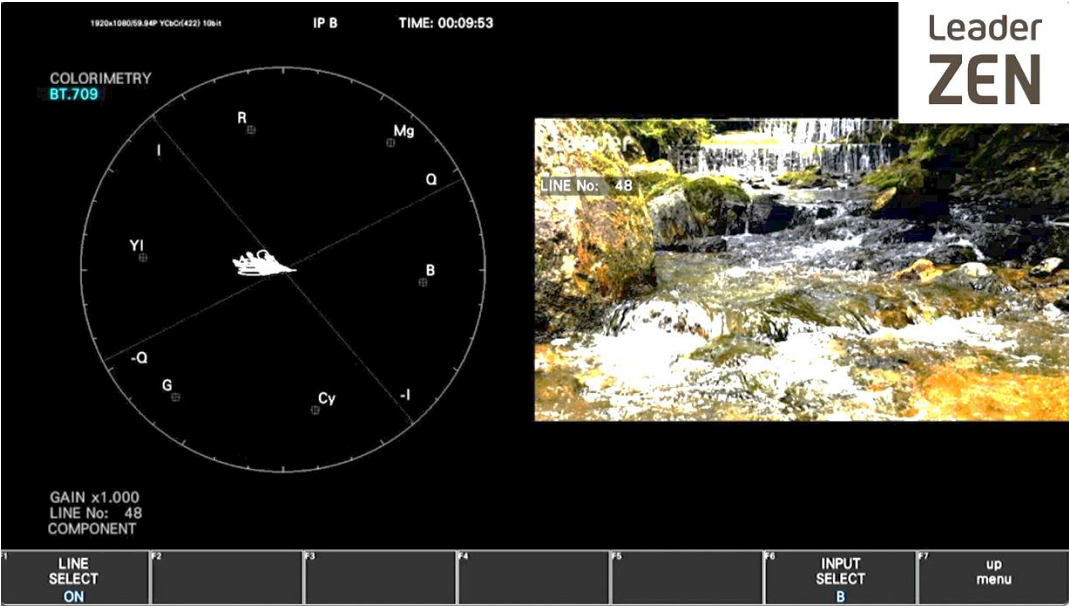 1920x1080/59.94P YCbCr(422) 10bit IP B TIME: 00:09:53
Leader
ZEN
COLORIMETRY
BT.709
R
Mg
I
Q
Yl
B
-Q
G
Cy
-I
Leader
LINE No: 48
GAIN x1.000
LINE No: 48
COMPONENT
F1 LINE SELECT ON
F2
F3
F4
F5
F6 INPUT SELECT B
F7 up menu